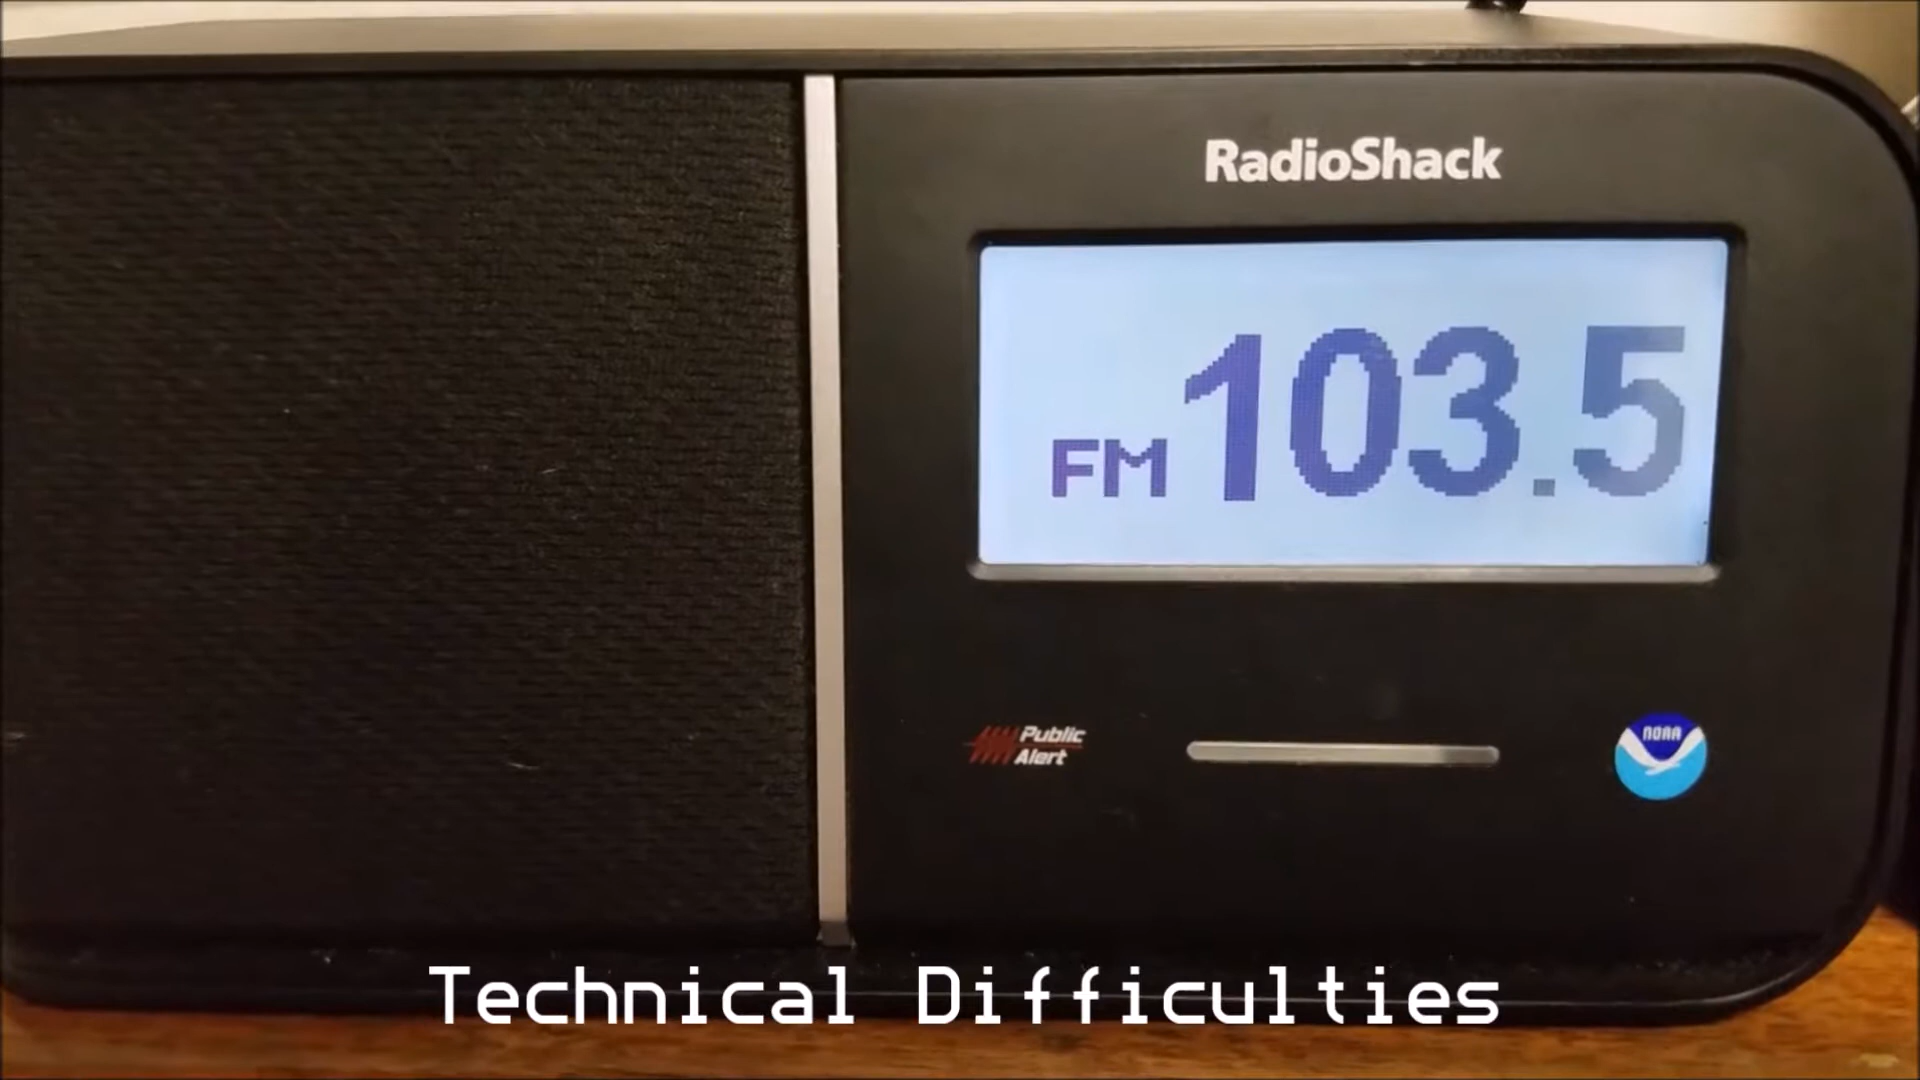 RadioShack
FM 103.5
Public
Alert
NOAA
Technical Difficulties